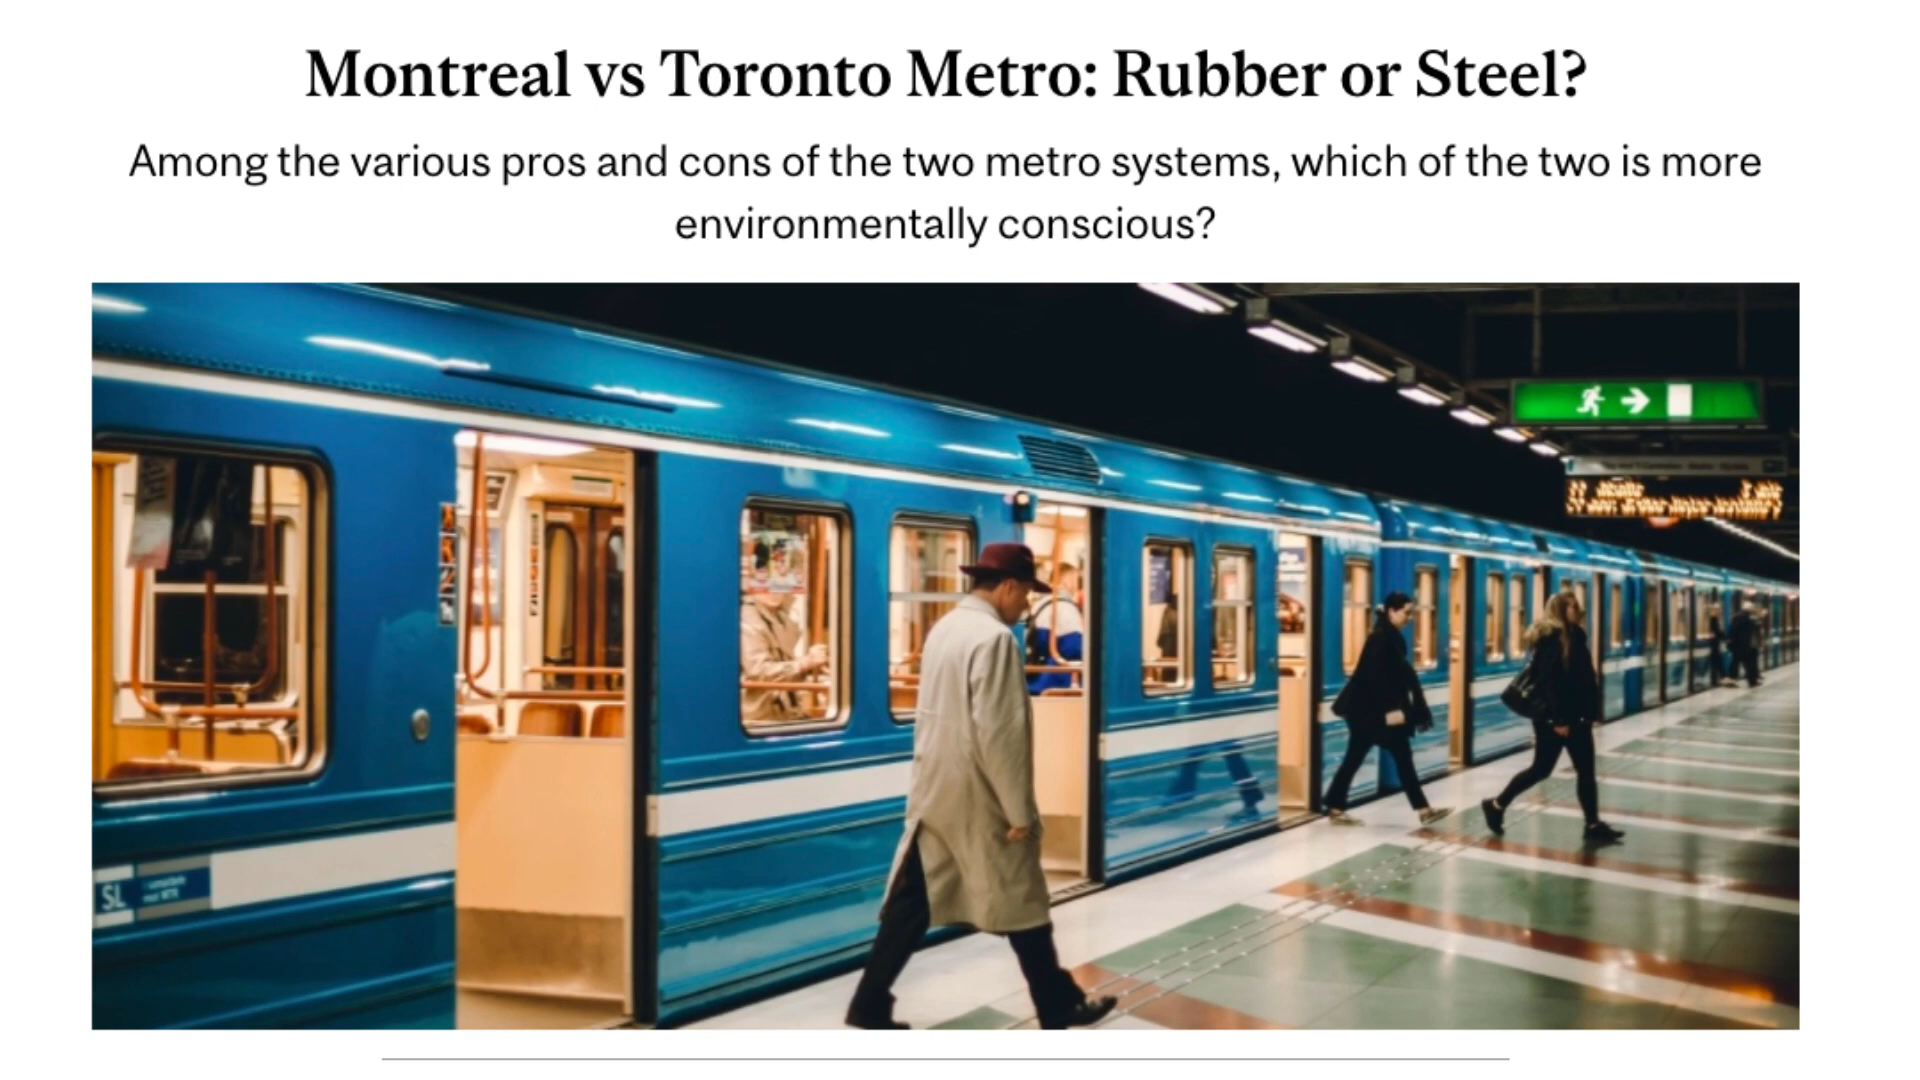 Montreal vs Toronto Metro: Rubber or Steel?
Among the various pros and cons of the two metro systems, which of the two is more
environmentally conscious?
SL